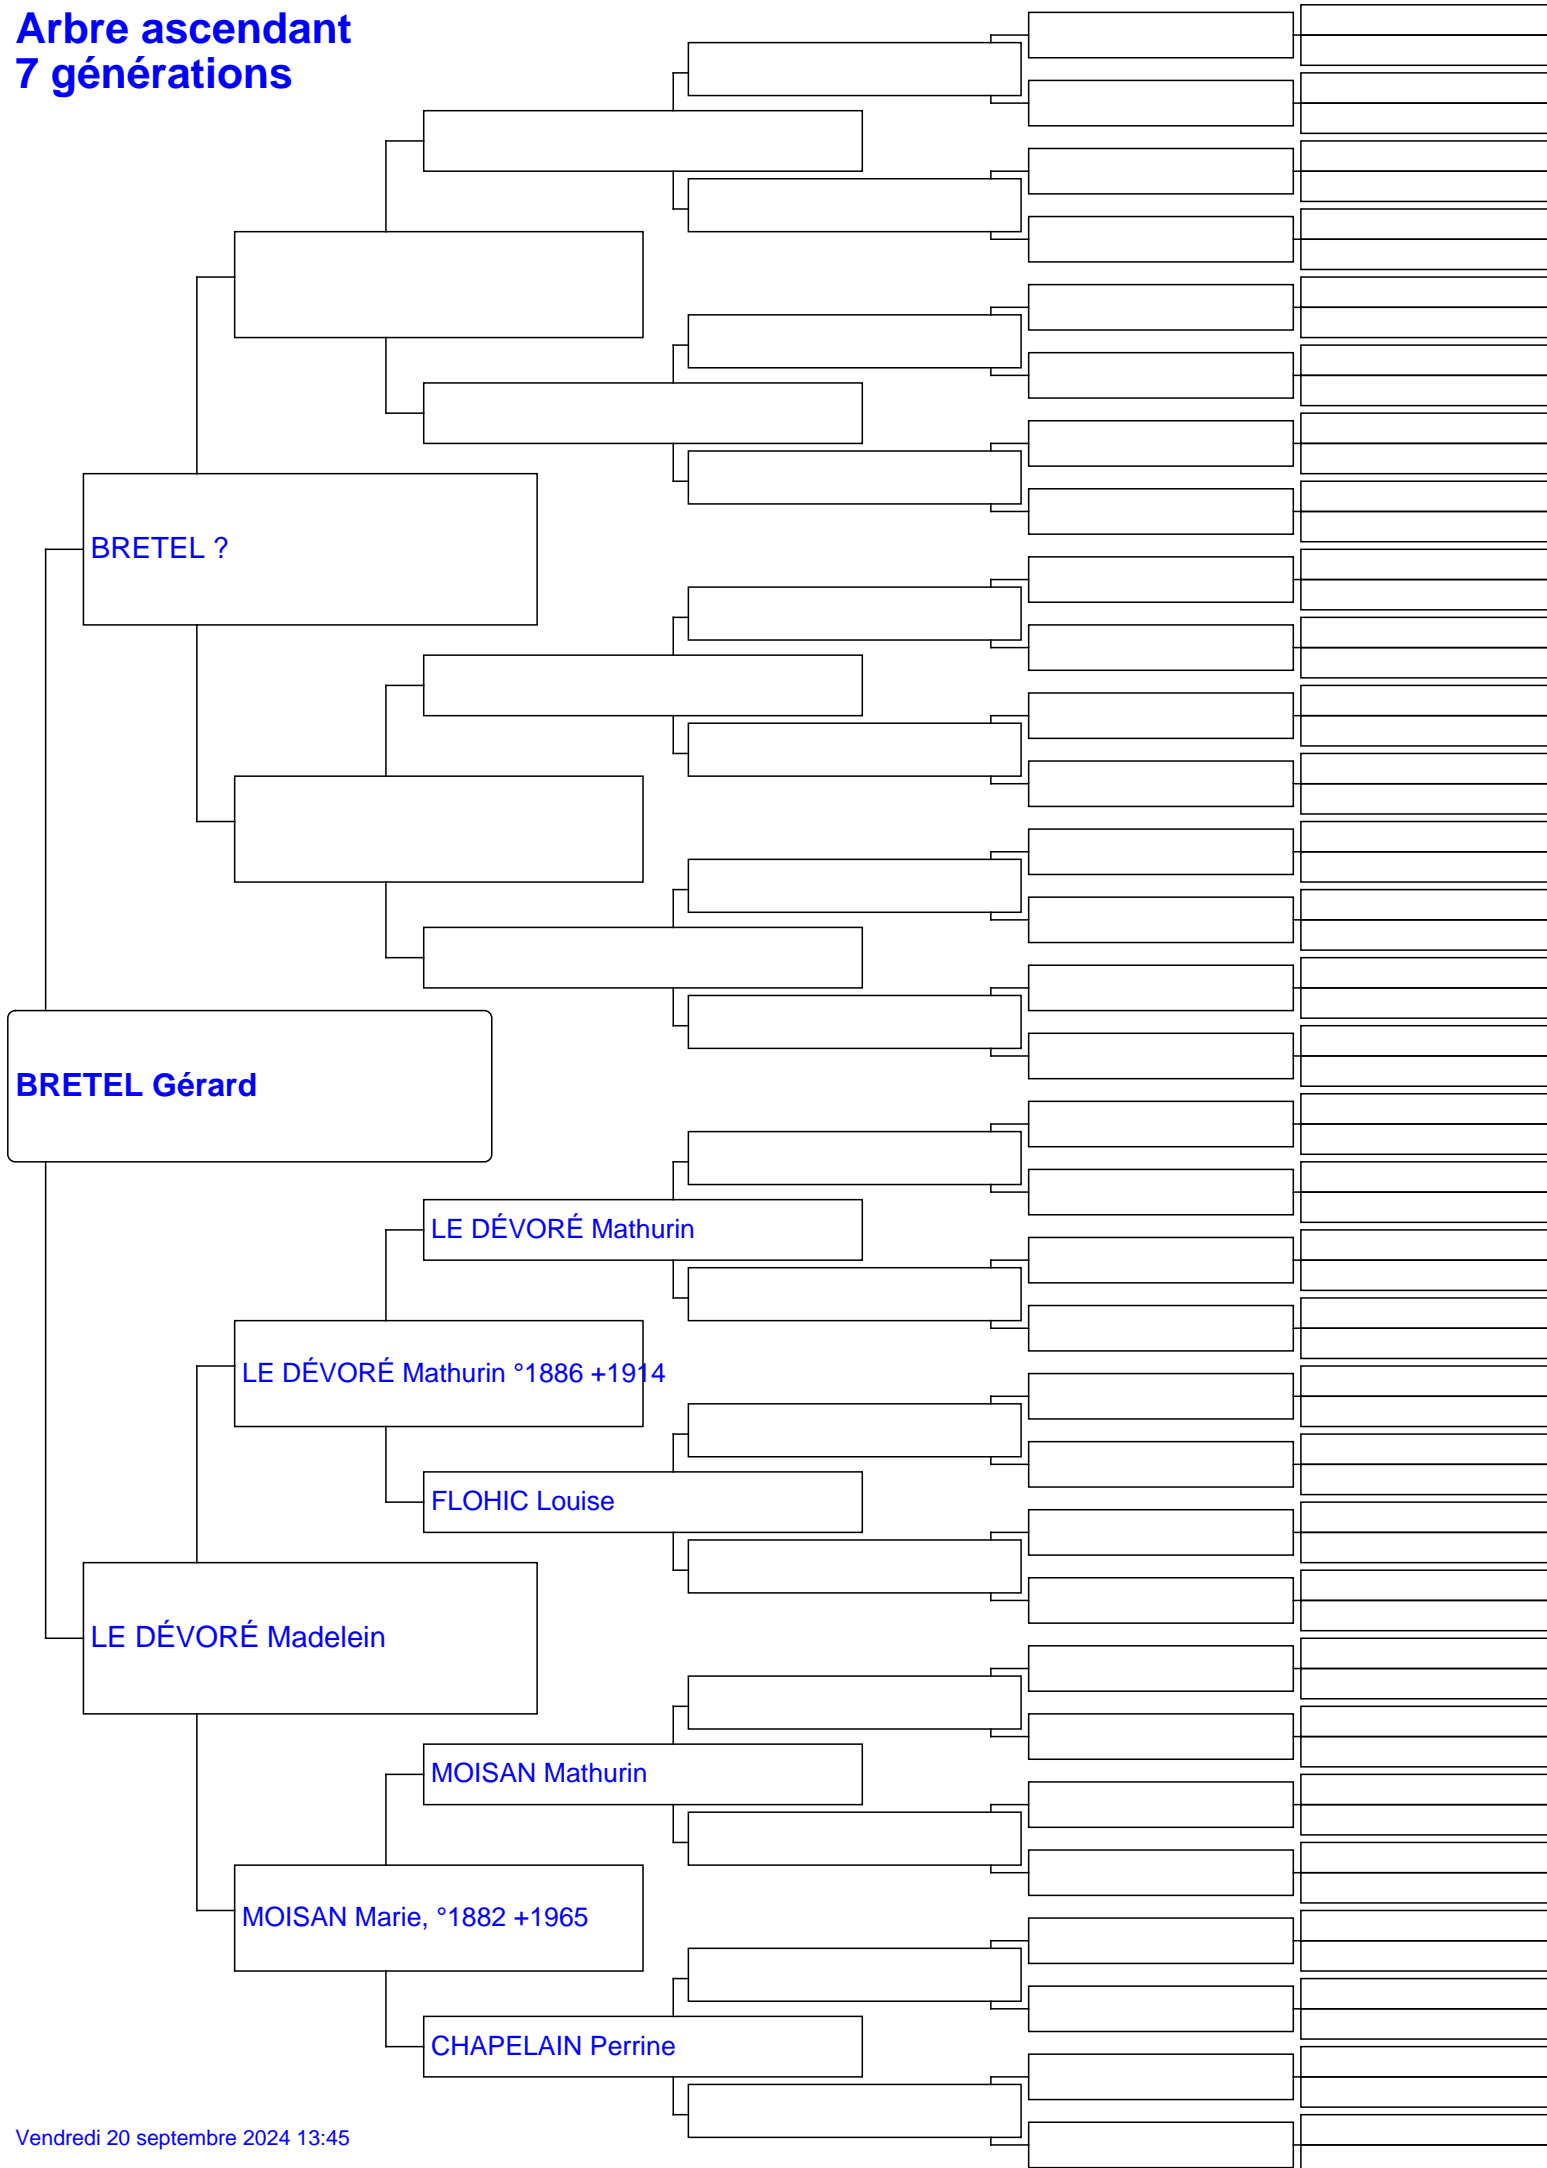 Arbre ascendant
7 générations
BRETEL ?
BRETEL Gérard
LE DÉVORÉ Mathurin
LE DÉVORÉ Mathurin °1886 +1914
FLOHIC Louise
LE DÉVORÉ Madelein
MOISAN Mathurin
MOISAN Marie, °1882 +1965
CHAPELAIN Perrine
Vendredi 20 septembre 2024 13:45